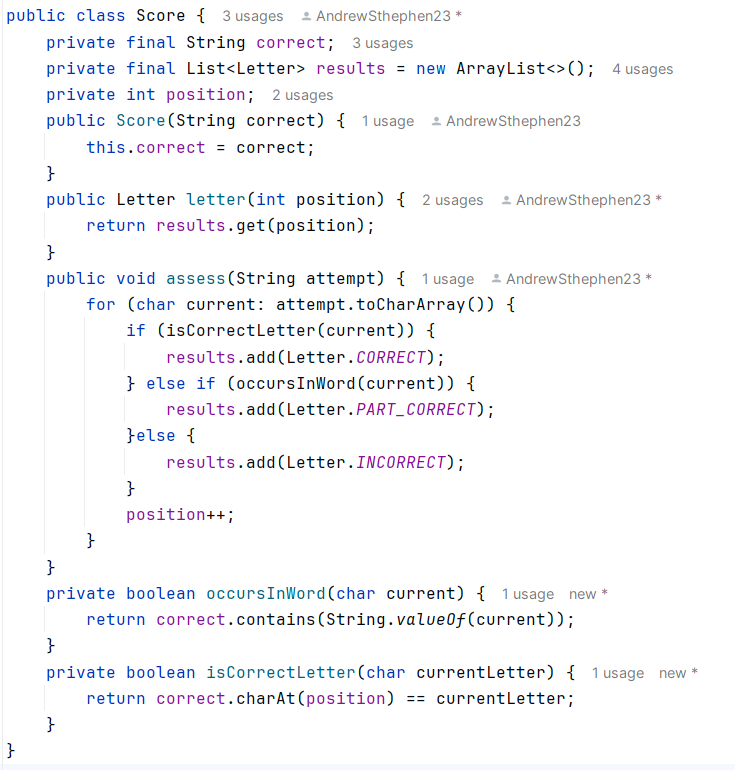 public class Score {  3 usages  AndrewSthephen23 *
    private final String correct;  3 usages
    private final List<Letter> results = new ArrayList<>();  4 usages
    private int position;  2 usages
    public Score(String correct) {  1 usage  AndrewSthephen23
        this.correct = correct;
    }
    public Letter letter(int position) {  2 usages  AndrewSthephen23 *
        return results.get(position);
    }
    public void assess(String attempt) {  1 usage  AndrewSthephen23 *
        for (char current: attempt.toCharArray()) {
            if (isCorrectLetter(current)) {
                results.add(Letter.CORRECT);
            } else if (occursInWord(current)) {
                results.add(Letter.PART_CORRECT);
            }else {
                results.add(Letter.INCORRECT);
            }
            position++;
        }
    }
    private boolean occursInWord(char current) {  1 usage  new *
        return correct.contains(String.valueOf(current));
    }
    private boolean isCorrectLetter(char currentLetter) {  1 usage  new *
        return correct.charAt(position) == currentLetter;
    }
}